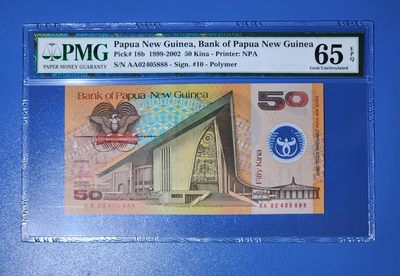 PMG
PAPER MONEY GUARANTY
Papua New Guinea, Bank of Papua New Guinea
Pick# 18b 1999-2002 50 Kina - Printer: NPA
S/N AA02405888 - Sign. #10 - Polymer
65 EPQ
Gem Uncirculated
Bank of Papua New Guinea
50
Fifty Kina
50
AA 02405888
AA 02405888